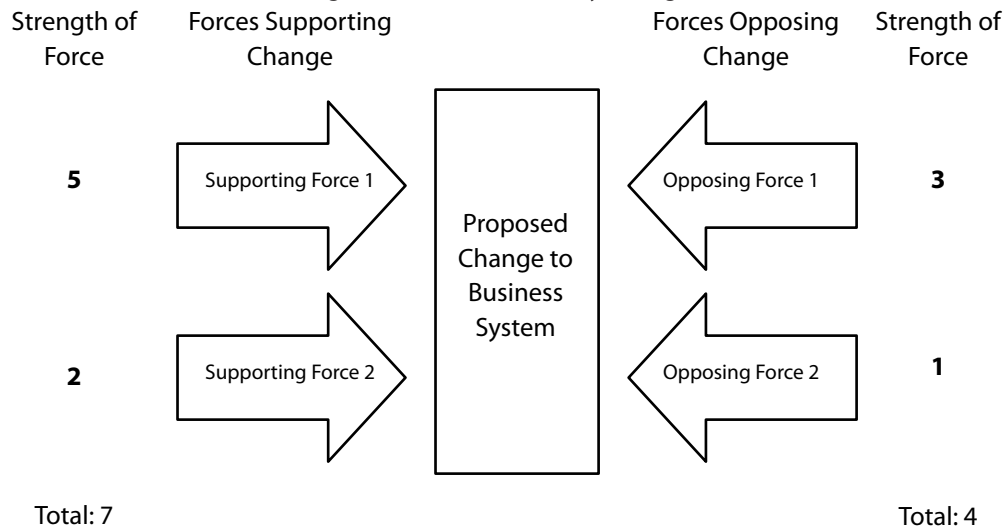 Strength of
Force
Forces Supporting
Change
Forces Opposing
Change
Strength of
Force
5
Supporting Force 1
Proposed
Change to
Business
System
Opposing Force 1
3
2
Supporting Force 2
Opposing Force 2
1
Total: 7
Total: 4